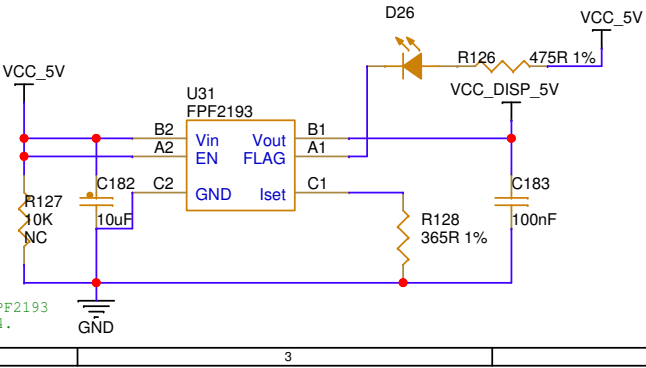 D26
VCC_5V
R126 475R 1%
VCC_5V
VCC_DISP_5V
U31
FPF2193
B2 Vin Vout B1
A2 EN FLAG A1
C2 GND Iset C1
C182
10uF
R127
10K
NC
R128
365R 1%
C183
100nF
PF2193
GND
3